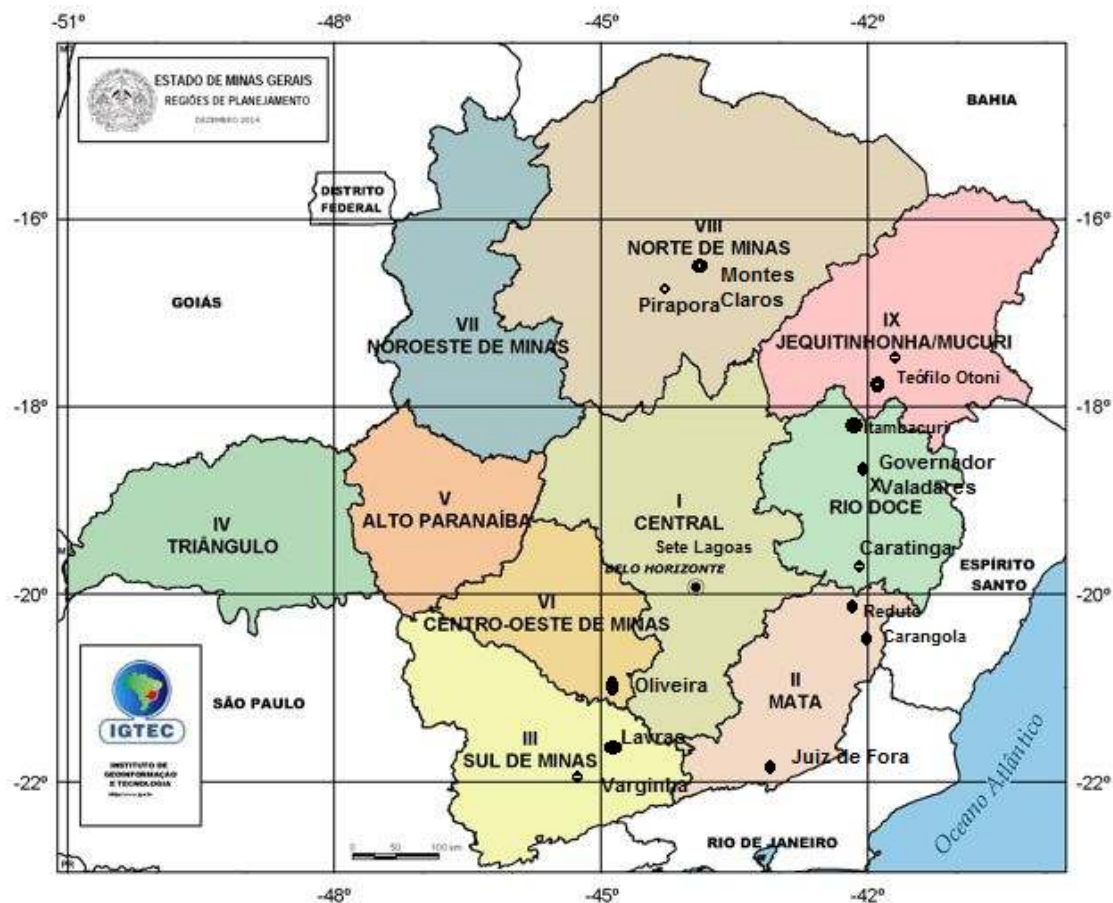 -51º
-48º
-45º
-42º
ESTADO DE MINAS GERAIS
REGIÕES DE PLANEJAMENTO
DEZEMBRO 2014
BAHIA
DISTRITO
FEDERAL
-16º
-16º
VIII
NORTE DE MINAS
Montes
Claros
Pirapora
GOIÁS
VII
NOROESTE DE MINAS
IX
JEQUITINHONHA/MUCURI
Teófilo Otoni
-18º
-18º
Itambacuri
Governador
Valadares
X
RIO DOCE
V
ALTO PARANAÍBA
I
CENTRAL
IV
TRIÂNGULO
Sete Lagoas
Caratinga
BELO HORIZONTE
ESPÍRITO
SANTO
-20º
-20º
VI
CENTRO-OESTE DE MINAS
Reduto
Carangola
II
MATA
Oliveira
SÃO PAULO
IGTEC
INSTITUTO DE
GEOINFORMAÇÃO
E TECNOLOGIA
III
SUL DE MINAS
Lavras
Juiz de Fora
Varginha
-22º
-22º
Oceano Atlântico
RIO DE JANEIRO
0 50 100 km
PR
-48º
-45º
-42º